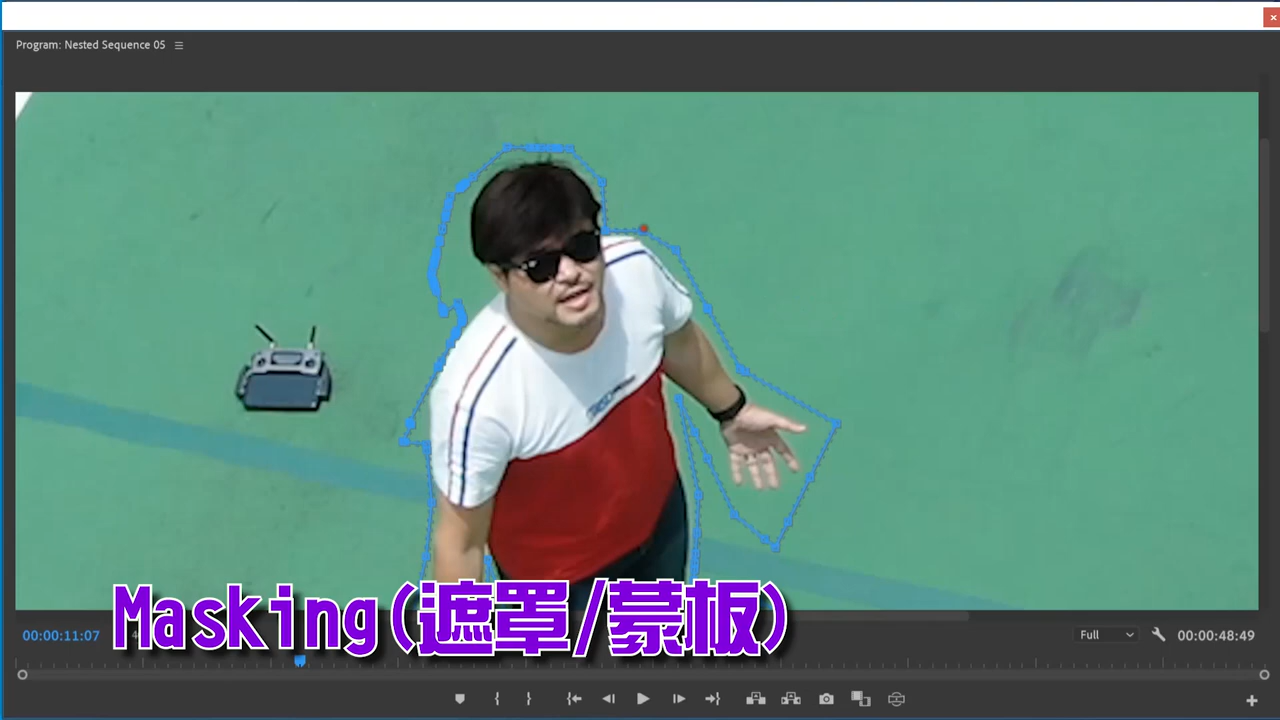 Program: Nested Sequence 05
Masking(遮罩/蒙板)
00:00:11:07
Full
00:00:48:49